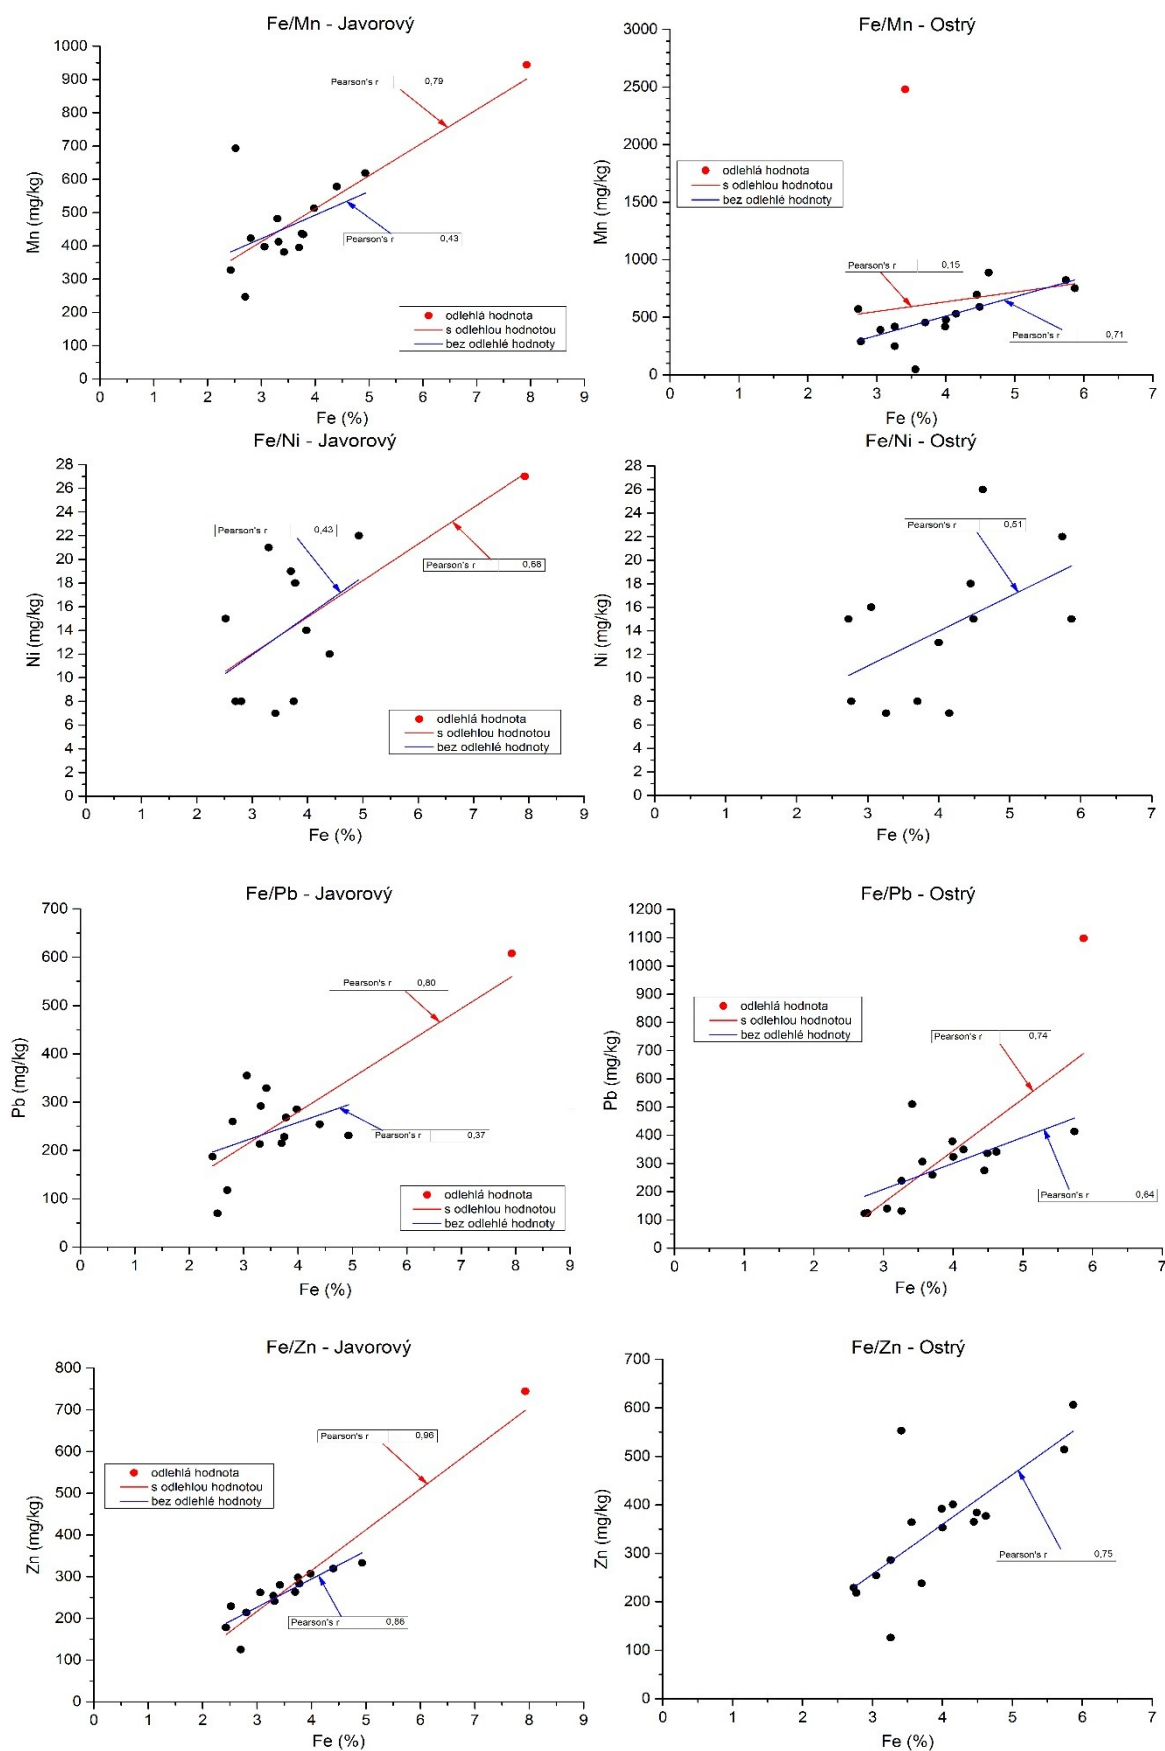 Fe/Mn - Javorový
Mn (mg/kg)
1000
900
800
700
600
500
400
300
200
100
0
0 1 2 3 4 5 6 7 8 9
Fe (%)
Pearson's r 0,79
Pearson's r 0,43
odlehlá hodnota
s odlehlou hodnotou
bez odlehlé hodnoty
Fe/Mn - Ostrý
Mn (mg/kg)
3000
2500
2000
1500
1000
500
0
0 1 2 3 4 5 6 7
Fe (%)
odlehlá hodnota
s odlehlou hodnotou
bez odlehlé hodnoty
Pearson's r 0,15
Pearson's r 0,71
Fe/Ni - Javorový
Ni (mg/kg)
28
26
24
22
20
18
16
14
12
10
8
6
4
2
0
0 1 2 3 4 5 6 7 8 9
Fe (%)
Pearson's r 0,43
Pearson's r 0,68
odlehlá hodnota
s odlehlou hodnotou
bez odlehlé hodnoty
Fe/Ni - Ostrý
Ni (mg/kg)
28
26
24
22
20
18
16
14
12
10
8
6
4
2
0
0 1 2 3 4 5 6 7
Fe (%)
Pearson's r 0,51
Fe/Pb - Javorový
Pb (mg/kg)
700
600
500
400
300
200
100
0
0 1 2 3 4 5 6 7 8 9
Fe (%)
Pearson's r 0,80
Pearson's r 0,37
odlehlá hodnota
s odlehlou hodnotou
bez odlehlé hodnoty
Fe/Pb - Ostrý
Pb (mg/kg)
1200
1100
1000
900
800
700
600
500
400
300
200
100
0
0 1 2 3 4 5 6 7
Fe (%)
odlehlá hodnota
s odlehlou hodnotou
bez odlehlé hodnoty
Pearson's r 0,74
Pearson's r 0,64
Fe/Zn - Javorový
Zn (mg/kg)
800
700
600
500
400
300
200
100
0
0 1 2 3 4 5 6 7 8 9
Fe (%)
Pearson's r 0,96
odlehlá hodnota
s odlehlou hodnotou
bez odlehlé hodnoty
Pearson's r 0,86
Fe/Zn - Ostrý
Zn (mg/kg)
700
600
500
400
300
200
100
0
0 1 2 3 4 5 6 7
Fe (%)
Pearson's r 0,75